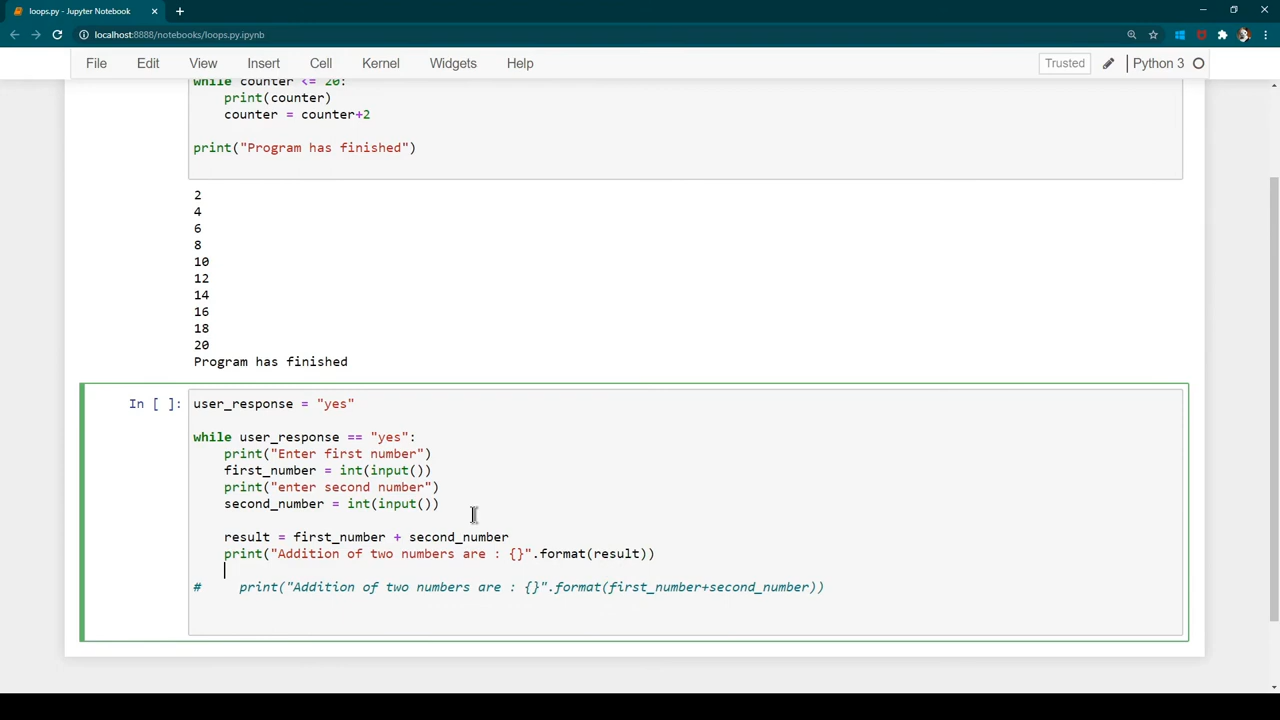 loops.py - Jupyter Notebook
localhost:8888/notebooks/loops.py.ipynb
File Edit View Insert Cell Kernel Widgets Help Trusted Python 3
while counter <= 20:
    print(counter)
    counter = counter+2
print("Program has finished")
2
4
6
8
10
12
14
16
18
20
Program has finished
In [ ]: user_response = "yes"
while user_response == "yes":
    print("Enter first number")
    first_number = int(input())
    print("enter second number")
    second_number = int(input())
    result = first_number + second_number
    print("Addition of two numbers are : {}".format(result))
#     print("Addition of two numbers are : {}".format(first_number+second_number))